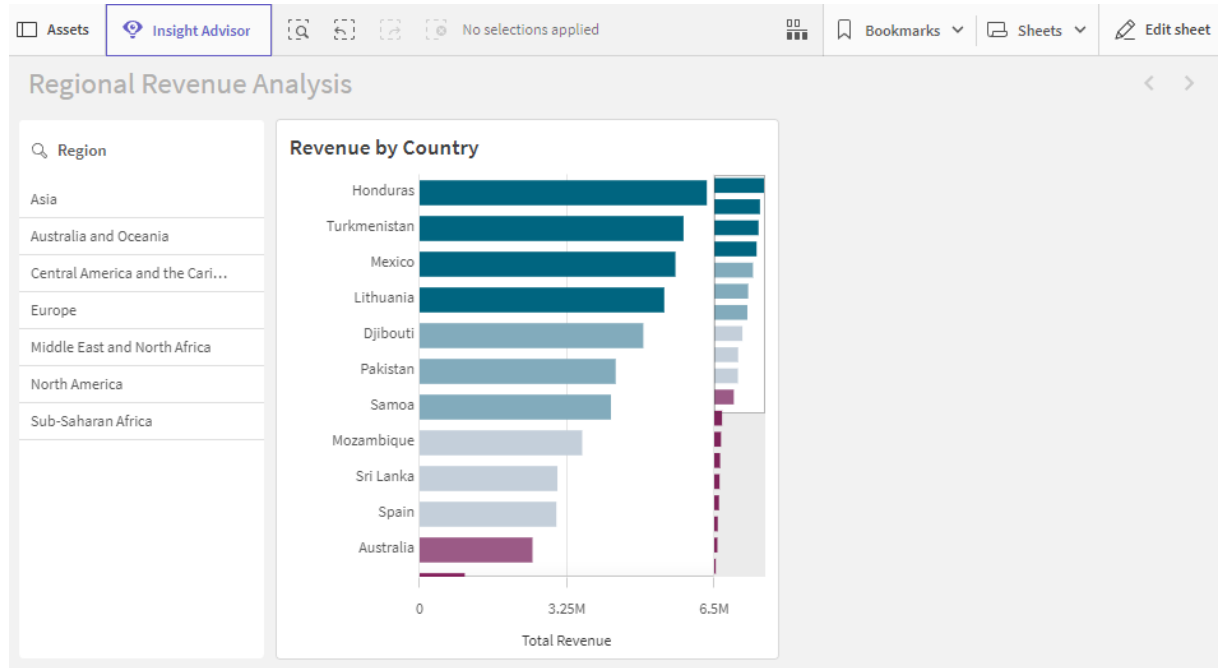 Assets Insight Advisor No selections applied Bookmarks Sheets Edit sheet
Regional Revenue Analysis
Region
Asia
Australia and Oceania
Central America and the Cari...
Europe
Middle East and North Africa
North America
Sub-Saharan Africa
Revenue by Country
Honduras
Turkmenistan
Mexico
Lithuania
Djibouti
Pakistan
Samoa
Mozambique
Sri Lanka
Spain
Australia
0 3.25M 6.5M
Total Revenue